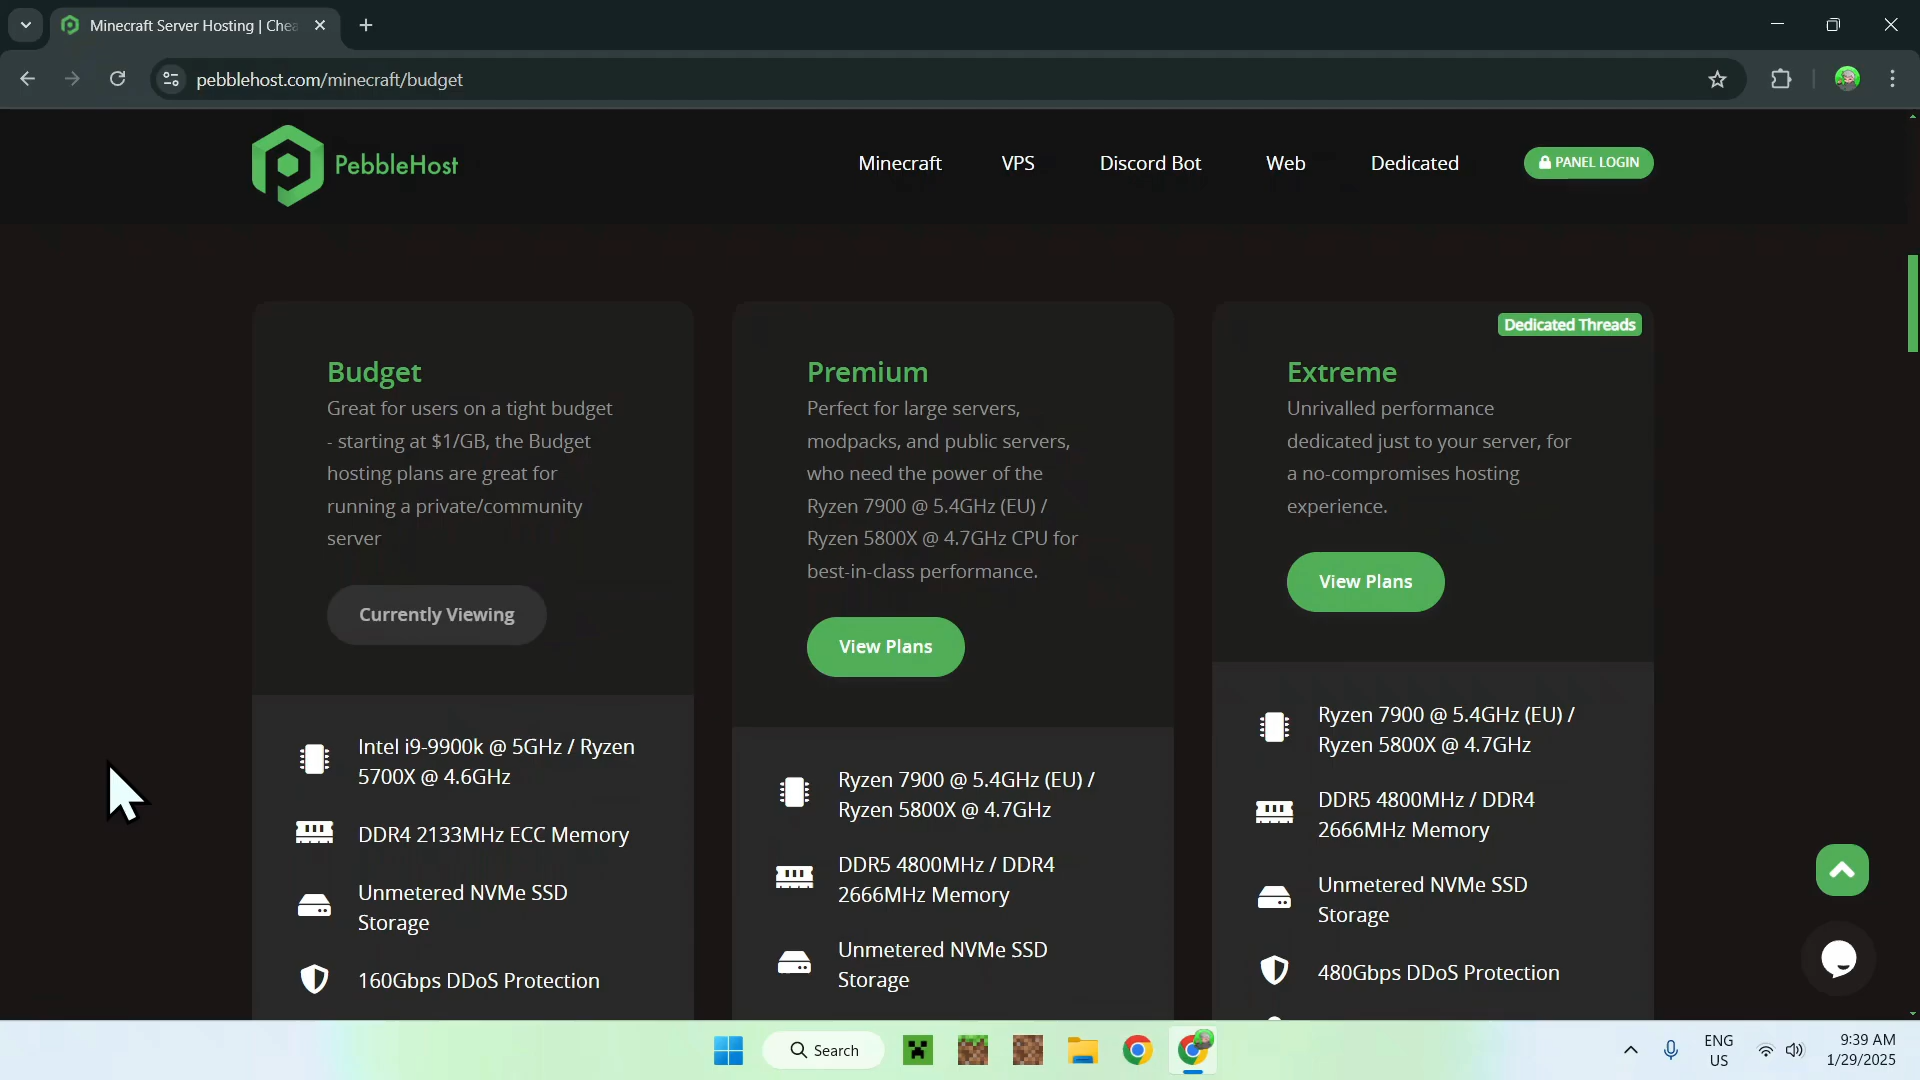 Minecraft Server Hosting | Chea
pebblehost.com/minecraft/budget
PebbleHost
Minecraft
VPS
Discord Bot
Web
Dedicated
PANEL LOGIN
Budget
Great for users on a tight budget
- starting at $1/GB, the Budget
hosting plans are great for
running a private/community
server
Currently Viewing
Intel i9-9900k @ 5GHz / Ryzen
5700X @ 4.6GHz
DDR4 2133MHz ECC Memory
Unmetered NVMe SSD
Storage
160Gbps DDoS Protection
Premium
Perfect for large servers,
modpacks, and public servers,
who need the power of the
Ryzen 7900 @ 5.4GHz (EU) /
Ryzen 5800X @ 4.7GHz CPU for
best-in-class performance.
View Plans
Ryzen 7900 @ 5.4GHz (EU) /
Ryzen 5800X @ 4.7GHz
DDR5 4800MHz / DDR4
2666MHz Memory
Unmetered NVMe SSD
Storage
Dedicated Threads
Extreme
Unrivalled performance
dedicated just to your server, for
a no-compromises hosting
experience.
View Plans
Ryzen 7900 @ 5.4GHz (EU) /
Ryzen 5800X @ 4.7GHz
DDR5 4800MHz / DDR4
2666MHz Memory
Unmetered NVMe SSD
Storage
480Gbps DDoS Protection
Search
ENG
US
9:39 AM
1/29/2025